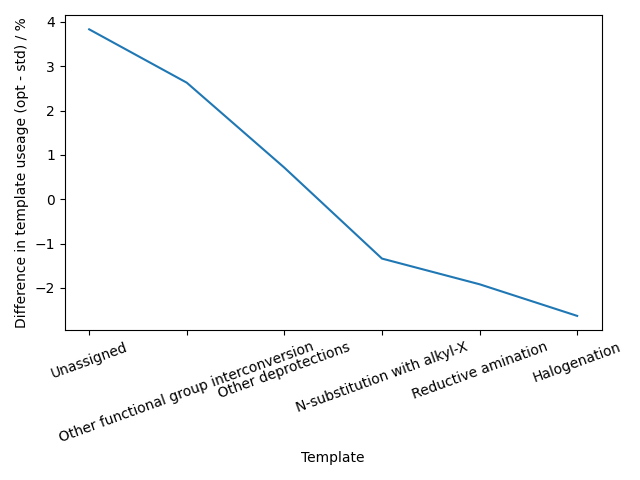 4
3
2
1
0
−1
−2
Difference in template useage (opt - std) / %
Unassigned
Other functional group interconversion
Other deprotections
N-substitution with alkyl-X
Reductive amination
Halogenation
Template